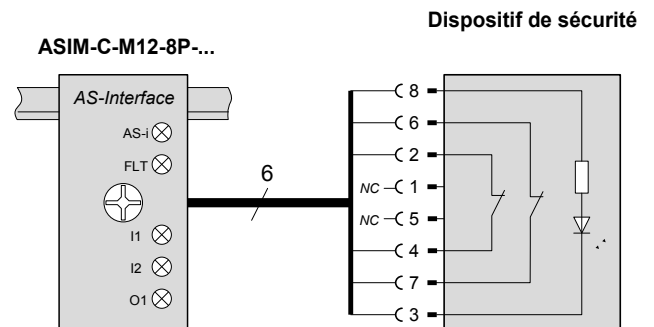 Dispositif de sécurité
ASIM-C-M12-8P-...
AS-Interface
AS-i
FLT
I1
I2
O1
6
8
6
2
NC 1
NC 5
4
7
3